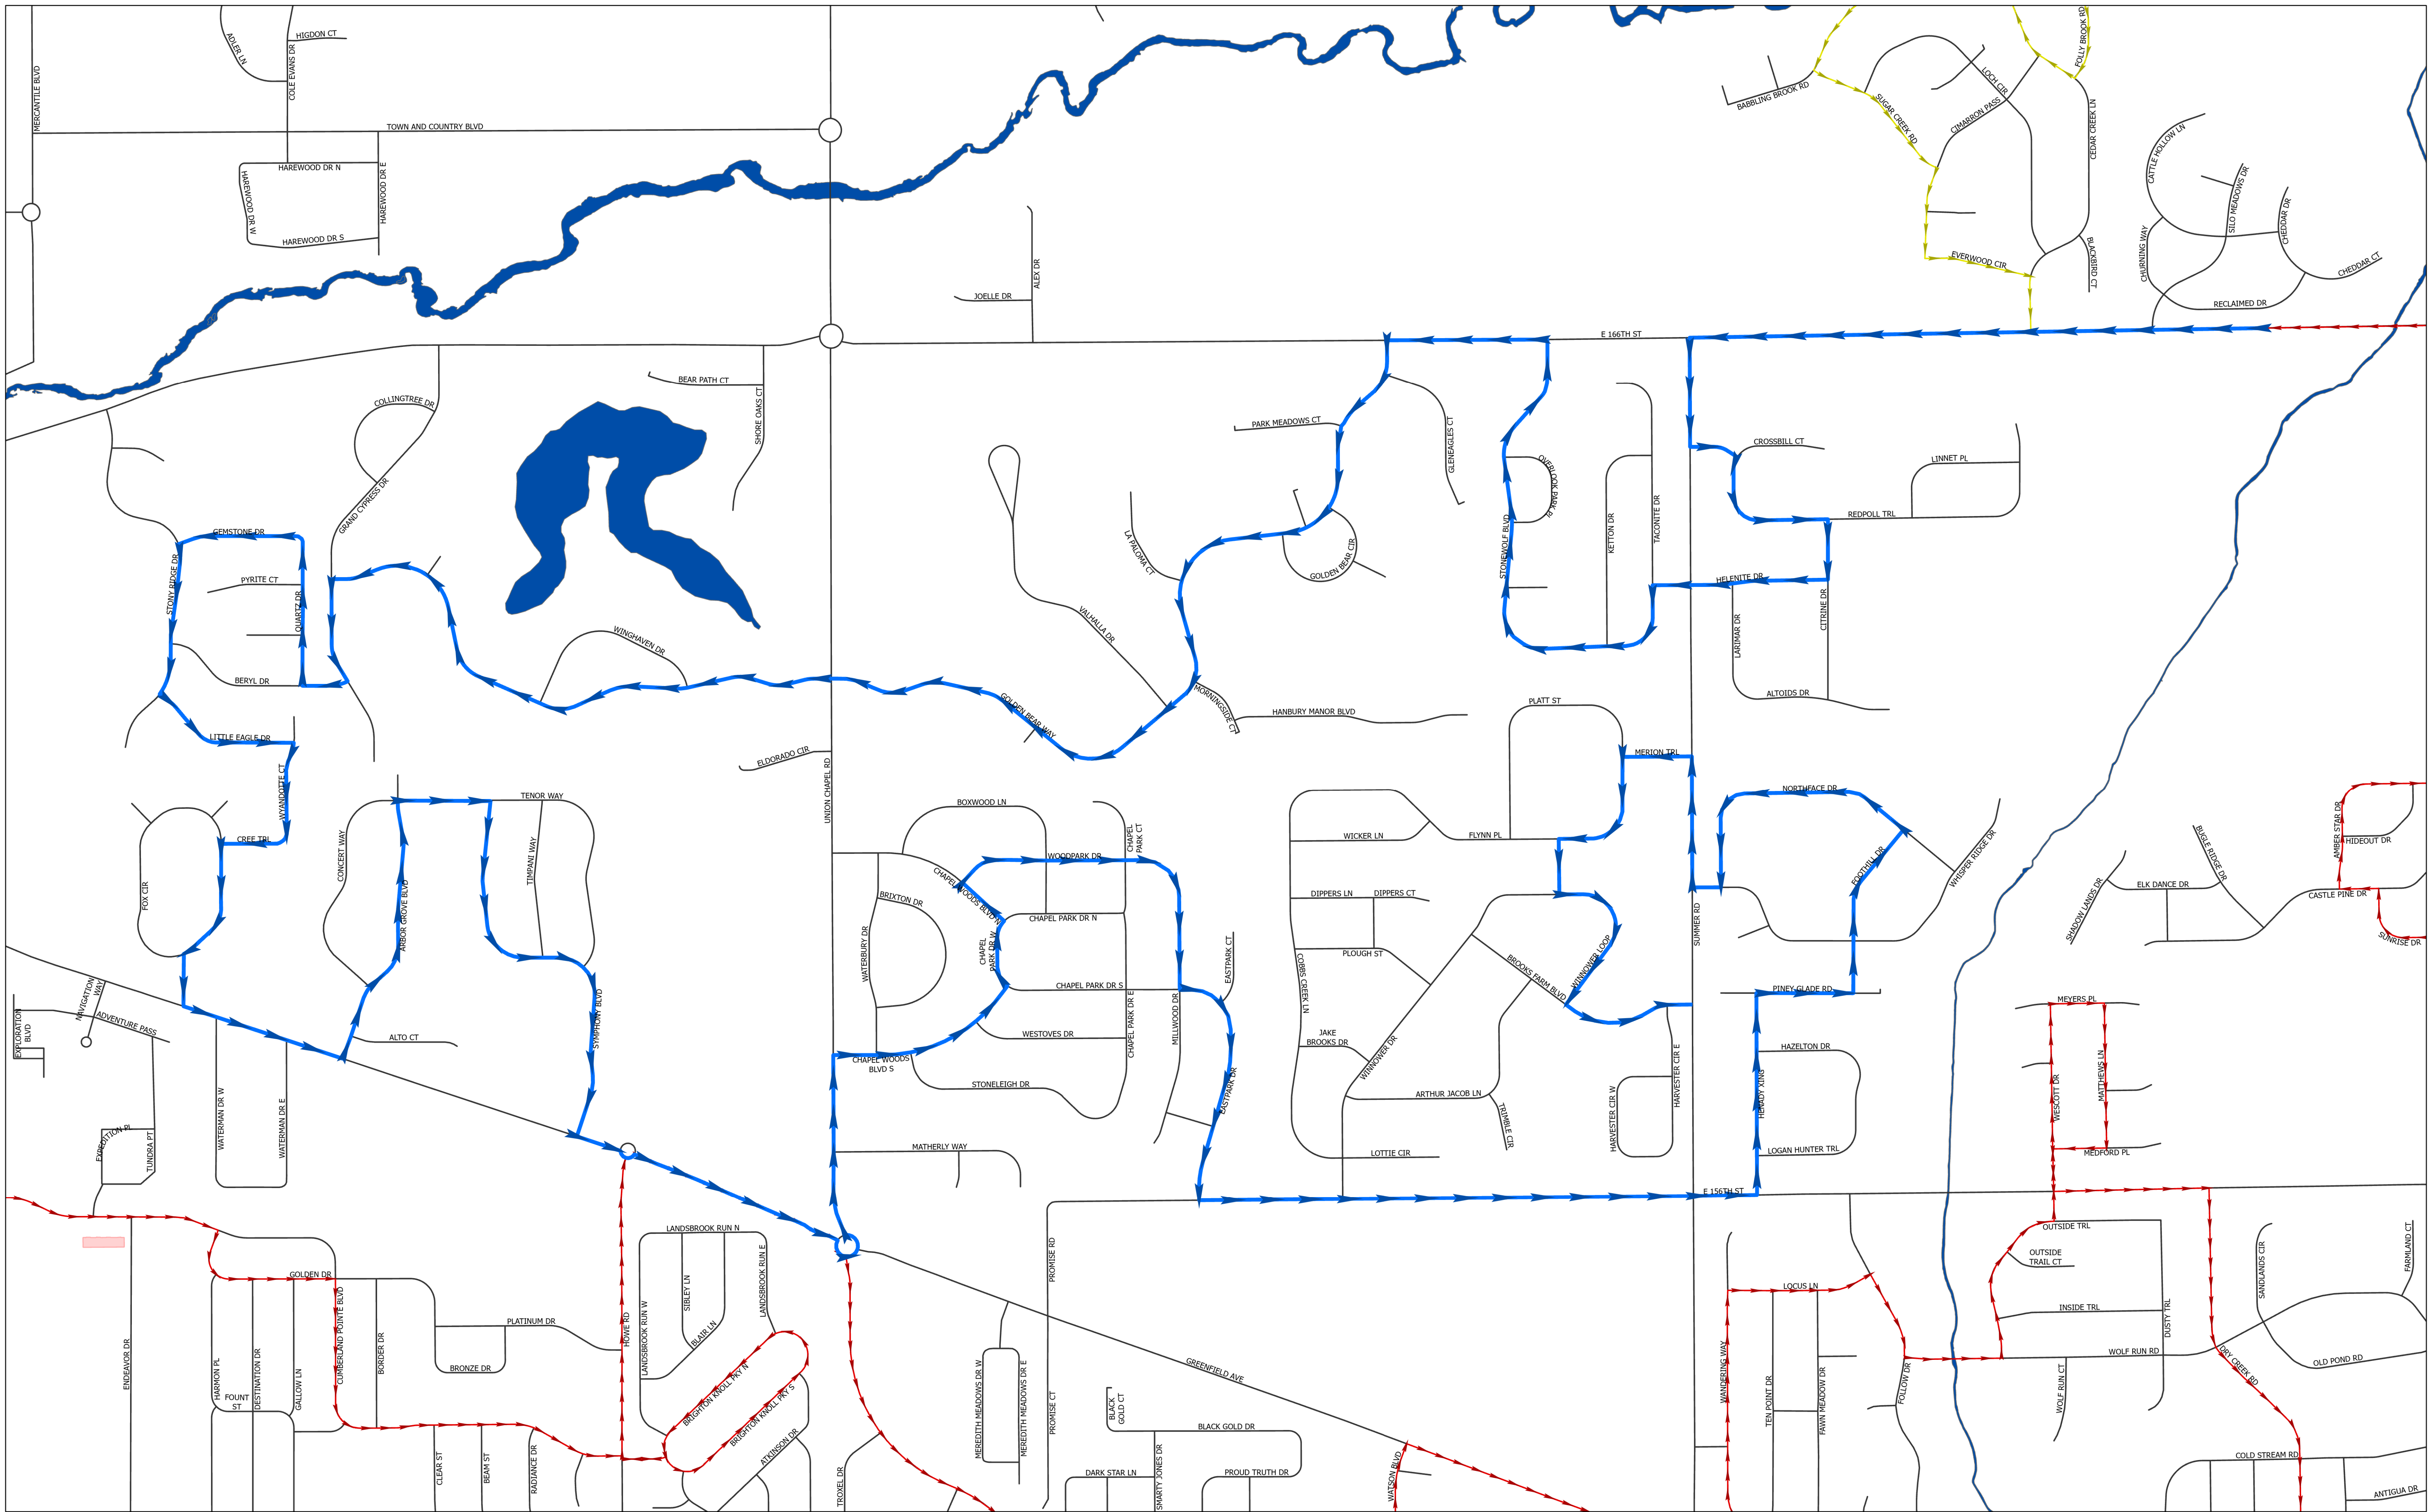 ADLER LN
HIGDON CT
COLE EVANS DR
MERCANTILE BLVD
TOWN AND COUNTRY BLVD
HAREWOOD DR N
HAREWOOD DR W
HAREWOOD DR E
HAREWOOD DR S
FOLLY BROOK RD
LOCH CIR
BABBLING BROOK RD
SUGAR CREEK RD
CIMARRON PASS
CEDAR CREEK LN
CATTLE HOLLOW LN
SILO MEADOWS DR
CHEDDAR DR
CHURNING WAY
BLACKBIRD CT
EVERWOOD CIR
CHEDDAR CT
RECLAIMED DR
ALEX DR
JOELLE DR
E 166TH ST
BEAR PATH CT
SHORE OAKS CT
COLLINGTREE DR
GRAND CYPRESS DR
PARK MEADOWS CT
GLENEAGLES CT
OVERLOOK PARK PL
STONEWOLF BLVD
KETTON DR
TACONITE DR
CROSSBILL CT
LINNET PL
REDPOLL TRL
GEMSTONE DR
STONY RIDGE DR
PYRITE CT
QUARTZ DR
BERYL DR
LA PALOMA CT
GOLDEN BEAR CIR
HELENITE DR
CITRINE DR
LARIMAR DR
ALTOIDS DR
VALHALLA DR
WINGHAVEN DR
MORNINGSIDE CT
HANBURY MANOR BLVD
GOLDEN BEAR WAY
PLATT ST
MERION TRL
LITTLE EAGLE DR
WYANDOTTE CT
CREE TRL
FOX CIR
ELDORADO CIR
UNION CHAPEL RD
TENOR WAY
CONCERT WAY
TIMPANI WAY
ARBOR GROVE BLVD
SYMPHONY BLVD
ALTO CT
BOXWOOD LN
CHAPEL
PARK CT
WOODPARK DR
CHAPEL WOODS BLVD N
BRIXTON DR
CHAPEL PARK DR N
CHAPEL
PARK DR W
WATERBURY DR
CHAPEL PARK DR S
CHAPEL PARK DR E
WESTOVES DR
CHAPEL WOODS
BLVD S
STONELEIGH DR
MILLWOOD DR
EASTPARK CT
EASTPARK DR
MATHERLY WAY
WICKER LN
FLYNN PL
DIPPERS LN
DIPPERS CT
PLOUGH ST
COBBS CREEK LN
JAKE
BROOKS DR
WINNOWER DR
BROOKS FARM BLVD
WINNOWER LOOP
ARTHUR JACOB LN
TRIMBLE CIR
LOTTIE CIR
HARVESTER CIR W
HARVESTER CIR E
SUMMER RD
NORTHFACE DR
FOOTHILL DR
WHISPER RIDGE DR
PINEY GLADE RD
HAZELTON DR
HENADY XING
LOGAN HUNTER TRL
E 156TH ST
SHADOW LANDS DR
ELK DANCE DR
BUGLE RIDGE DR
AMBER STAR DR
HIDEOUT DR
CASTLE PINE DR
SUNRISE DR
MEYERS PL
WESCOTT DR
MATTHEWS LN
MEDFORD PL
EXPLORATION
BLVD
NAVIGATION
WAY
ADVENTURE PASS
EXPEDITION PL
TUNDRA PT
WATERMAN DR W
WATERMAN DR E
ENDEAVOR DR
GOLDEN DR
CUMBERLAND POINTE BLVD
HARMON PL
FOUNT
ST
DESTINATION DR
GALLOW LN
BORDER DR
PLATINUM DR
BRONZE DR
CLEAR ST
BEAM ST
RADIANCE DR
HOWE RD
LANDSBROOK RUN N
LANDSBROOK RUN W
LANDSBROOK RUN E
SIBLEY LN
BLAIR LN
BRIGHTON KNOLL PKY N
BRIGHTON KNOLL PKY S
ATKINSON DR
TROXEL DR
PROMISE RD
PROMISE CT
MEREDITH MEADOWS DR W
MEREDITH MEADOWS DR E
GREENFIELD AVE
BLACK
GOLD CT
BLACK GOLD DR
DARK STAR LN
SMARTY JONES DR
PROUD TRUTH DR
WATSON BLVD
WANDERING WAY
LOCUS LN
TEN POINT DR
FAWN MEADOW DR
FOLLOW DR
OUTSIDE TRL
OUTSIDE
TRAIL CT
INSIDE TRL
DUSTY TRL
WOLF RUN RD
WOLF RUN CT
DRY CREEK RD
SANDLANDS CIR
FARMLAND CT
OLD POND RD
COLD STREAM RD
ANTIGUA DR